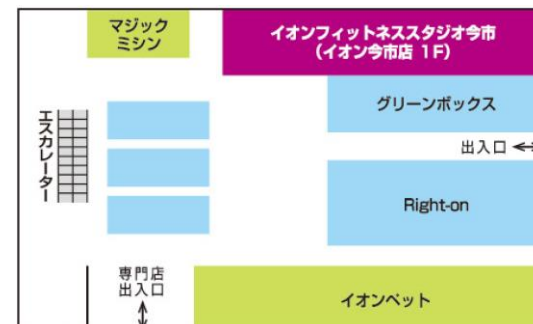 マジック
ミシン
イオンフィットネススタジオ今市
（イオン今市店 1F）
グリーンボックス
エスカレーター
出入口
Right-on
専門店
出入口
イオンペット